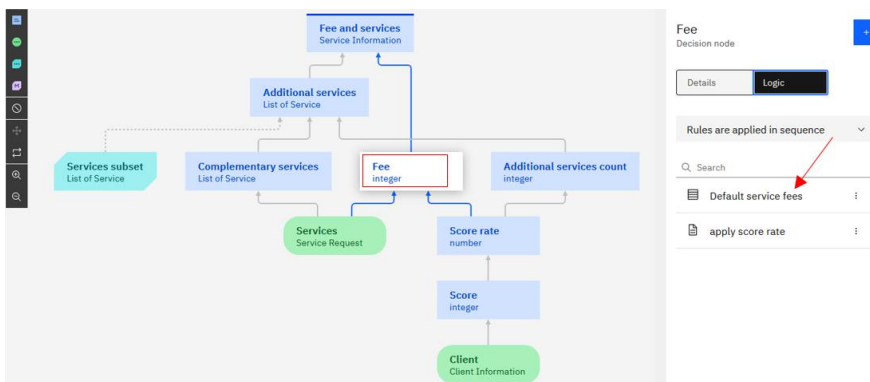 Fee and services
Service Information
Additional services
List of Service
Services subset
List of Service
Complementary services
List of Service
Fee
integer
Additional services count
integer
Services
Service Request
Score rate
number
Score
integer
Client
Client Information
Fee
Decision node
+
Details
Logic
Rules are applied in sequence
Search
Default service fees
apply score rate